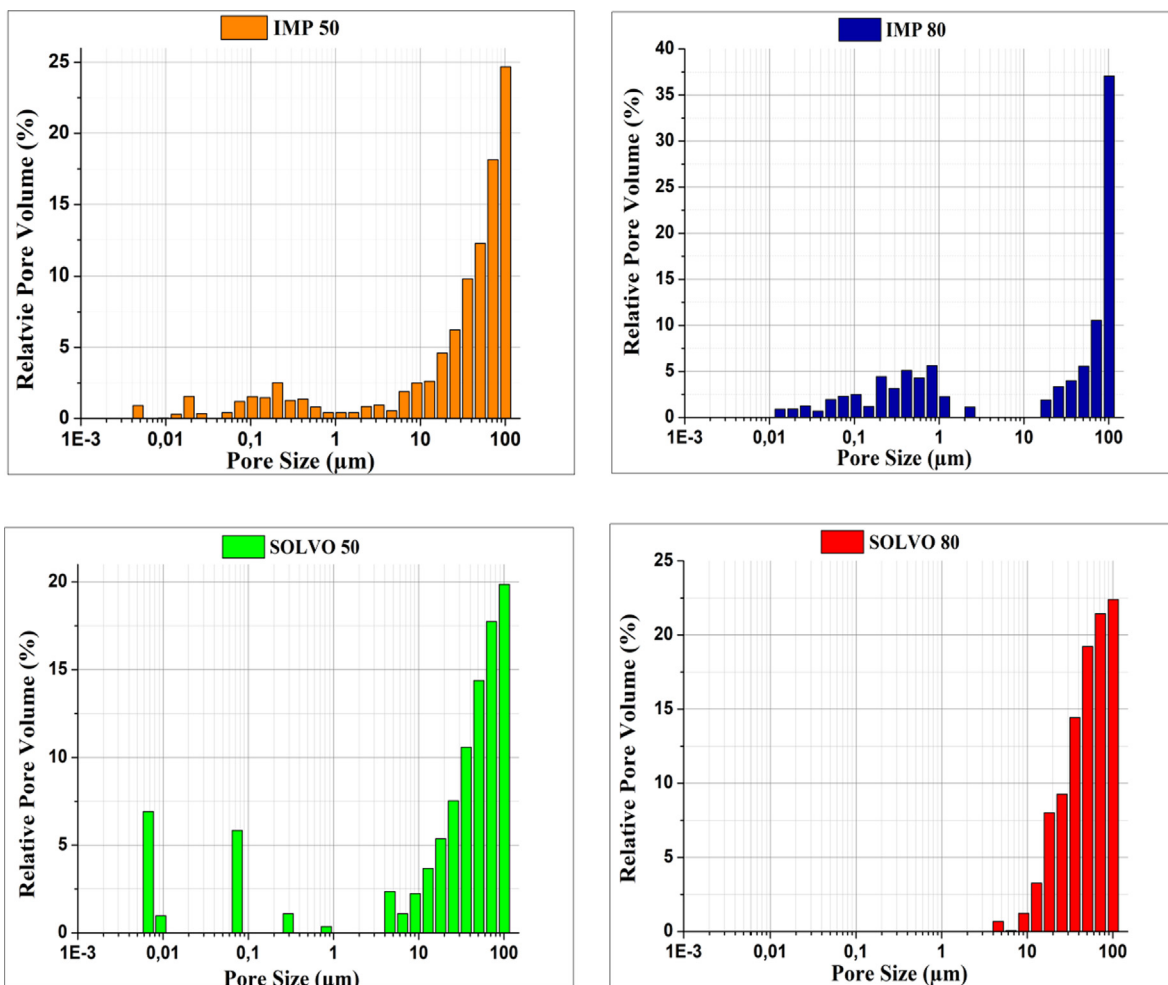 IMP 50
Relatvie Pore Volume (%)
25
20
15
10
5
0
1E-3 0,01 0,1 1 10 100
Pore Size (µm)
IMP 80
Relative Pore Volume (%)
40
35
30
25
20
15
10
5
0
1E-3 0,01 0,1 1 10 100
Pore Size (µm)
SOLVO 50
Relative Pore Volume (%)
20
15
10
5
0
1E-3 0,01 0,1 1 10 100
Pore Size (µm)
SOLVO 80
Relative Pore Volume (%)
25
20
15
10
5
0
1E-3 0,01 0,1 1 10 100
Pore Size (µm)